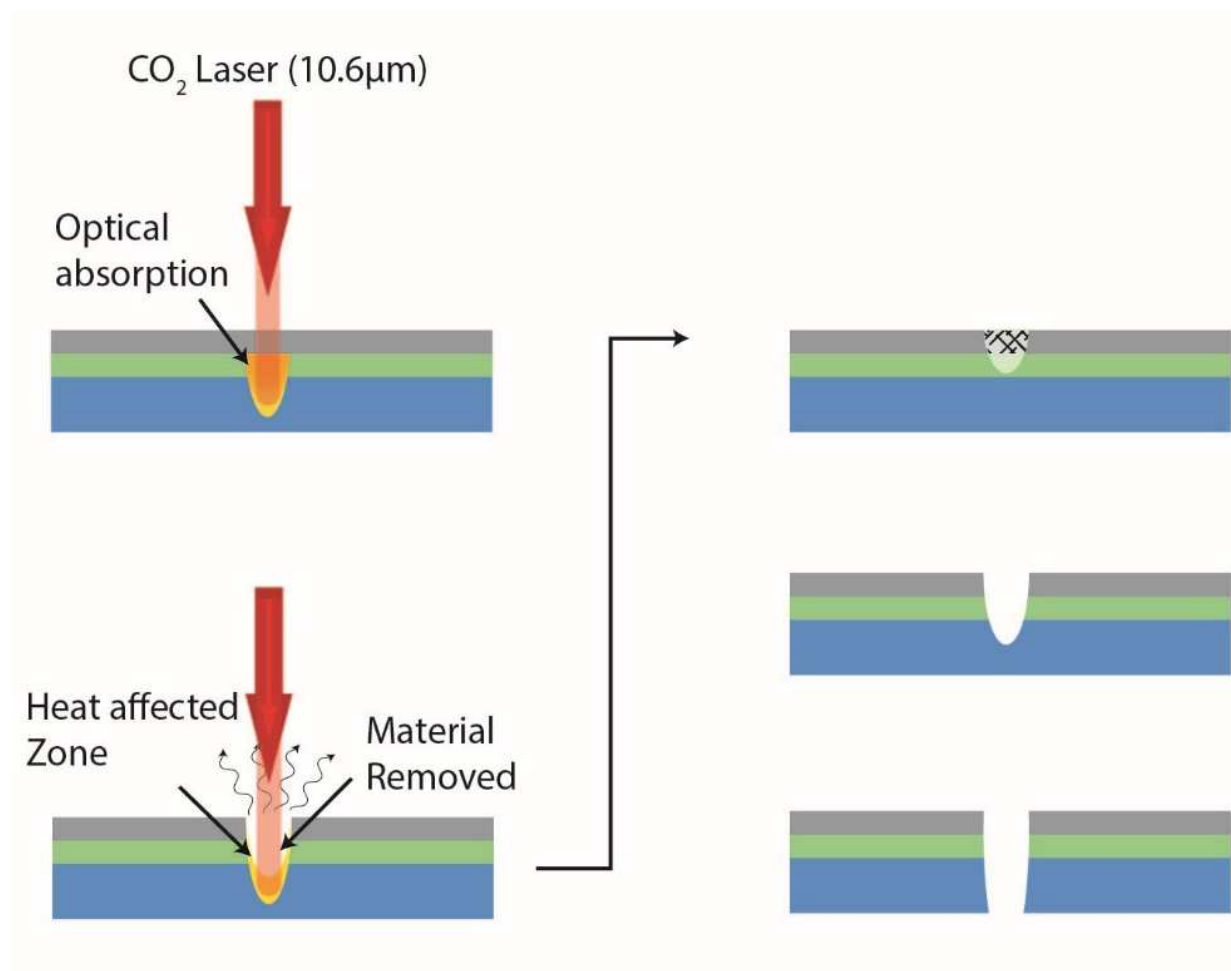 CO₂ Laser (10.6μm)
Optical
absorption
Heat affected
Zone
Material
Removed